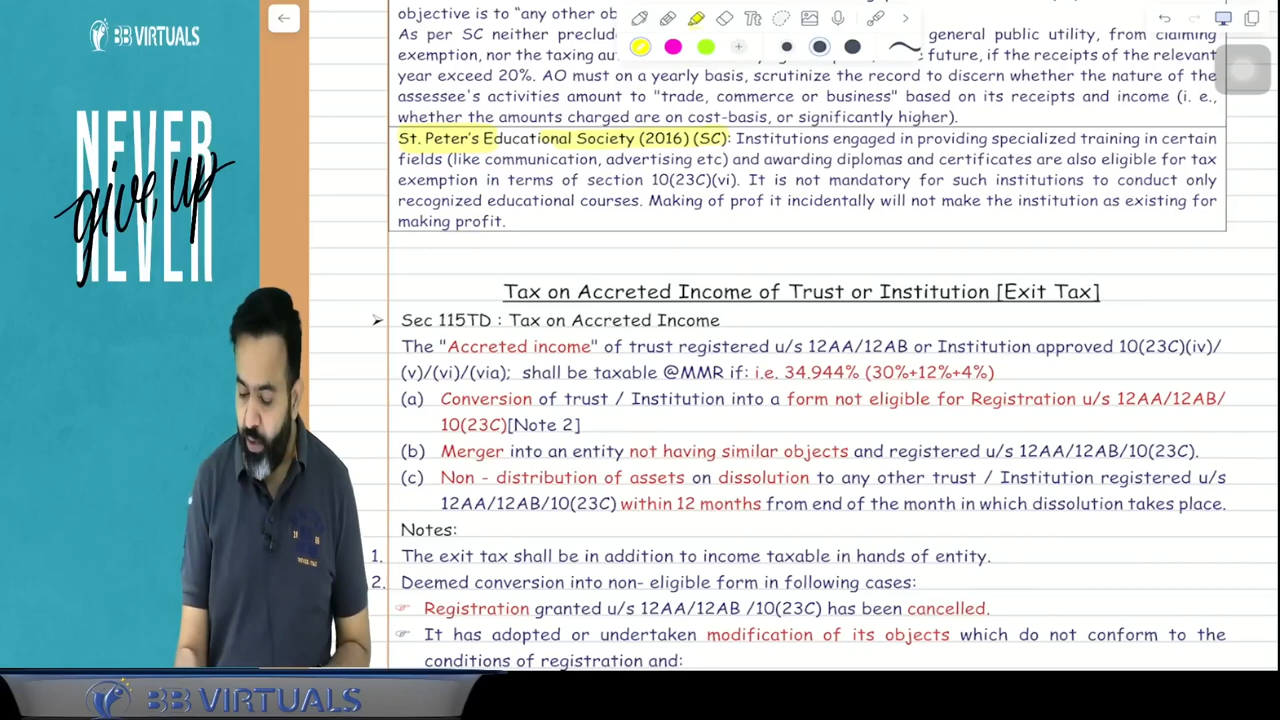 BB VIRTUALS
NEVER
give up
NEVER
objective is to "any other ob
As per SC neither preclu general public utility, from claiming
exemption, nor the taxing au future, if the receipts of the relevant
year exceed 20%. AO must on a yearly basis, scrutinize the record to discern whether the nature of the
assessee's activities amount to "trade, commerce or business" based on its receipts and income (i. e.,
whether the amounts charged are on cost-basis, or significantly higher).
St. Peter's Educational Society (2016) (SC): Institutions engaged in providing specialized training in certain
fields (like communication, advertising etc) and awarding diplomas and certificates are also eligible for tax
exemption in terms of section 10(23C)(vi). It is not mandatory for such institutions to conduct only
recognized educational courses. Making of prof it incidentally will not make the institution as existing for
making profit.
Tax on Accreted Income of Trust or Institution [Exit Tax]
➢ Sec 115TD : Tax on Accreted Income
The "Accreted income" of trust registered u/s 12AA/12AB or Institution approved 10(23C)(iv)/
(v)/(vi)/(via); shall be taxable @MMR if: i.e. 34.944% (30%+12%+4%)
(a) Conversion of trust / Institution into a form not eligible for Registration u/s 12AA/12AB/
10(23C)[Note 2]
(b) Merger into an entity not having similar objects and registered u/s 12AA/12AB/10(23C).
(c) Non - distribution of assets on dissolution to any other trust / Institution registered u/s
12AA/12AB/10(23C) within 12 months from end of the month in which dissolution takes place.
Notes:
1. The exit tax shall be in addition to income taxable in hands of entity.
2. Deemed conversion into non- eligible form in following cases:
☞ Registration granted u/s 12AA/12AB /10(23C) has been cancelled.
☞ It has adopted or undertaken modification of its objects which do not conform to the
conditions of registration and:
BB VIRTUALS